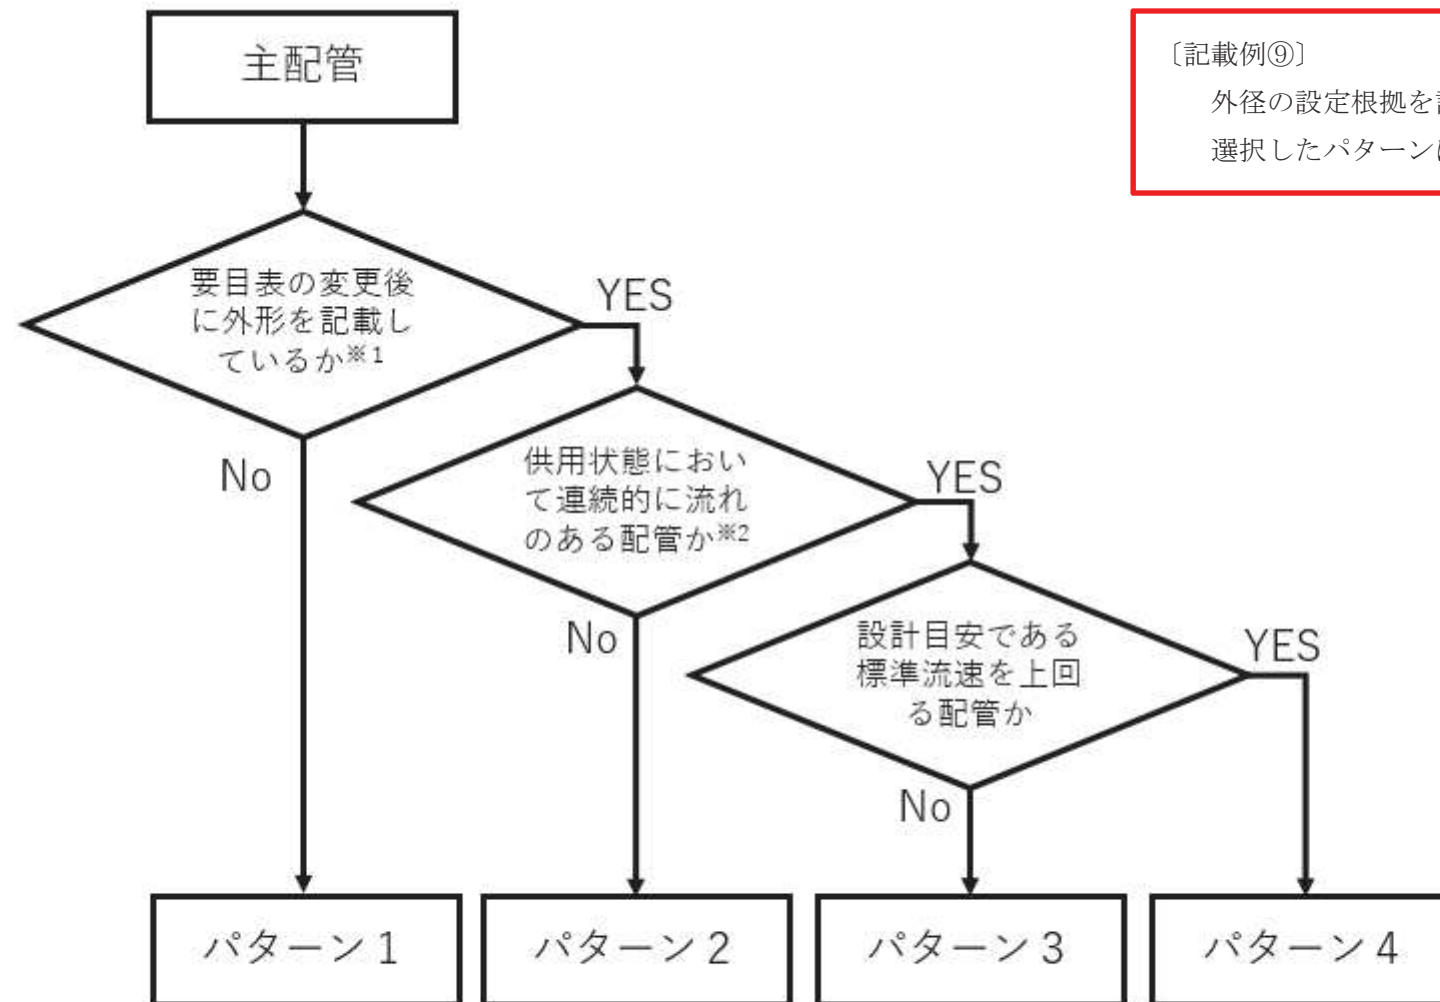 主配管
〔記載例⑨〕
外径の設定根拠を
選択したパターン
要目表の変更後
に外形を記載し
ているか※1
YES
No
供用状態におい
て連続的に流れ
のある配管か※2
YES
No
設計目安である
標準流速を上回
る配管か
YES
No
パターン1
パターン2
パターン3
パターン4